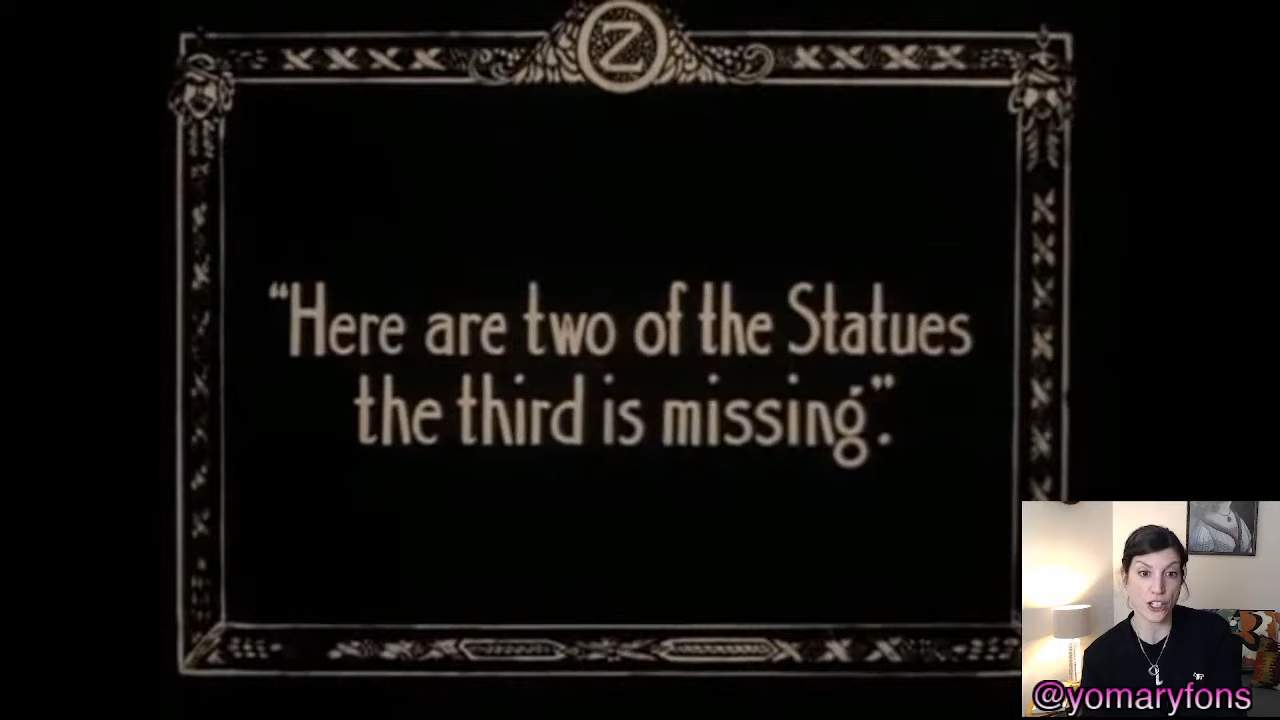 Z
"Here are two of the Statues
the third is missing".
@yomaryfons